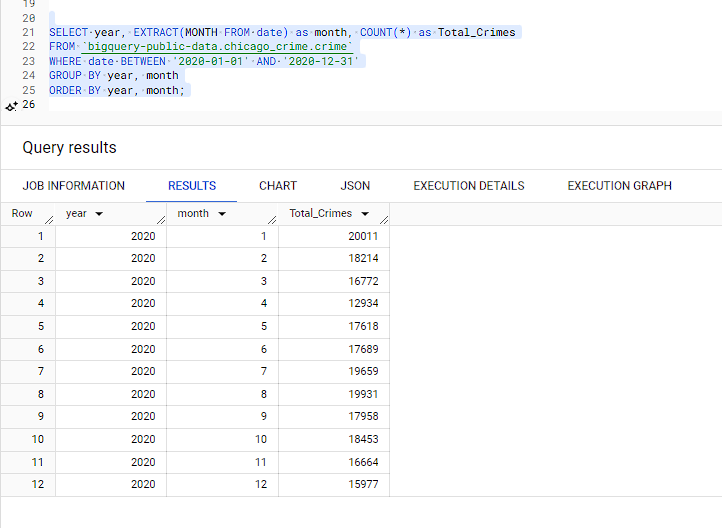 19
20
21 SELECT year, EXTRACT(MONTH FROM date) as month, COUNT(*) as Total_Crimes
22 FROM `bigquery-public-data.chicago_crime.crime`
23 WHERE date BETWEEN '2020-01-01' AND '2020-12-31'
24 GROUP BY year, month
25 ORDER BY year, month;
26
Query results
JOB INFORMATION RESULTS CHART JSON EXECUTION DETAILS EXECUTION GRAPH
Row year month Total_Crimes
1 2020 1 20011
2 2020 2 18214
3 2020 3 16772
4 2020 4 12934
5 2020 5 17618
6 2020 6 17689
7 2020 7 19659
8 2020 8 19931
9 2020 9 17958
10 2020 10 18453
11 2020 11 16664
12 2020 12 15977